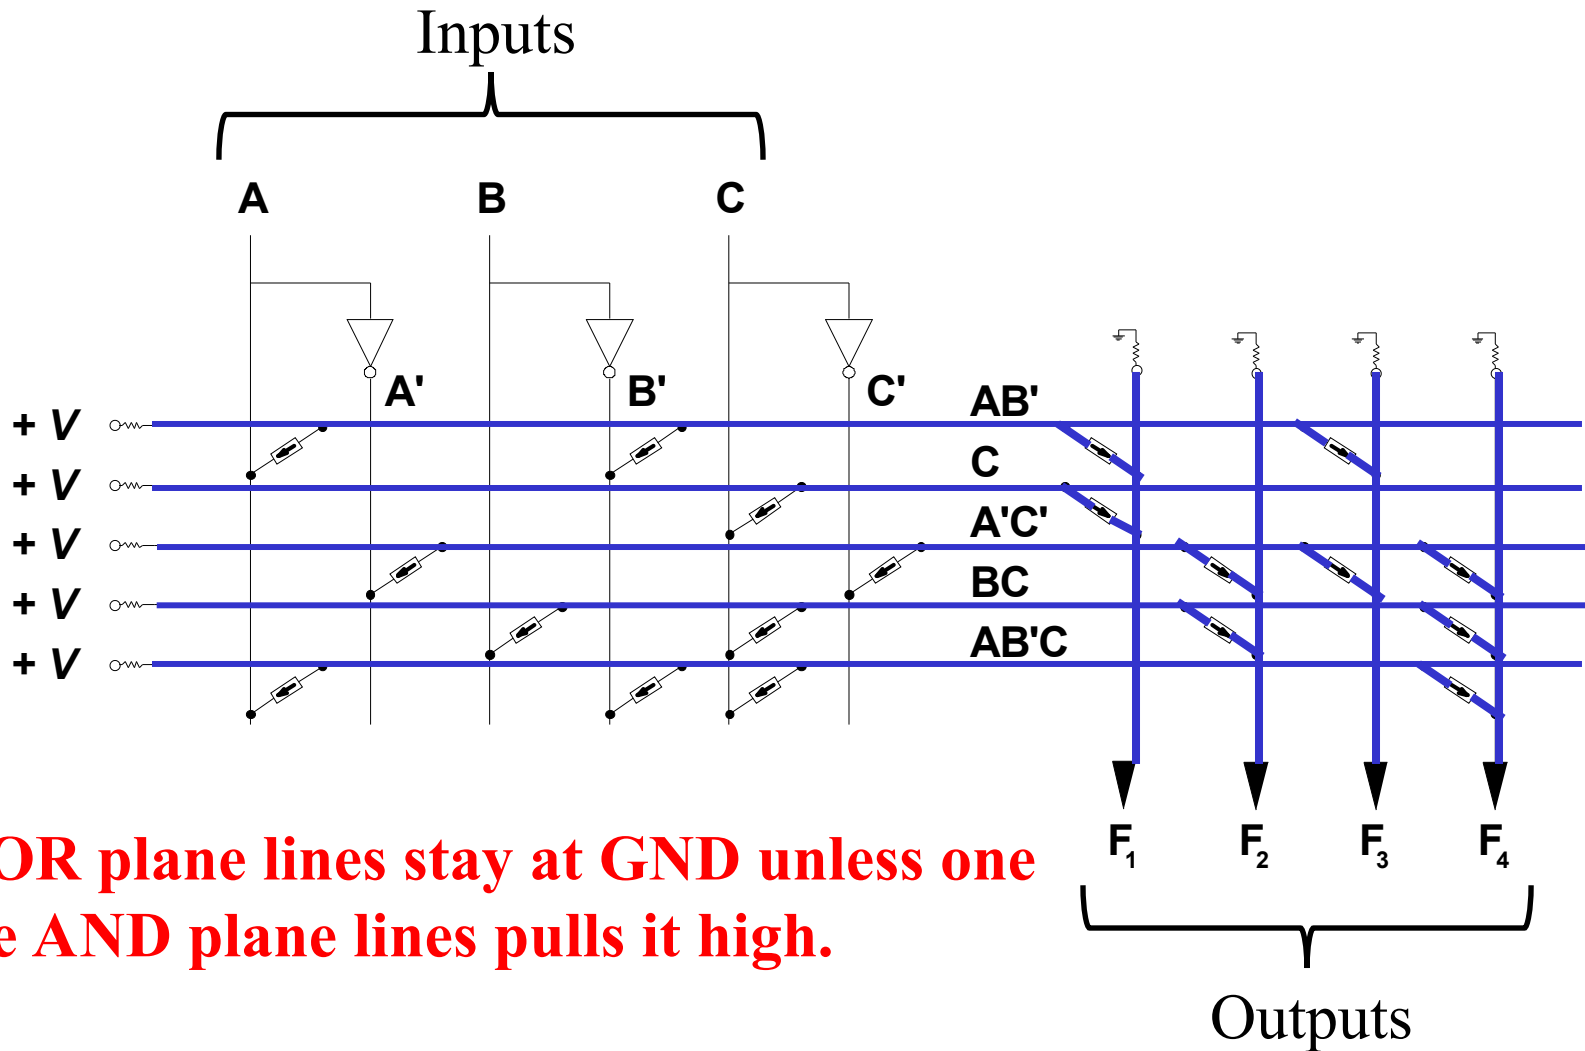 Inputs
A B C
A' B' C'
+ V AB'
+ V C
+ V A'C'
+ V BC
+ V AB'C
F1 F2 F3 F4
OR plane lines stay at GND unless one
e AND plane lines pulls it high.
Outputs